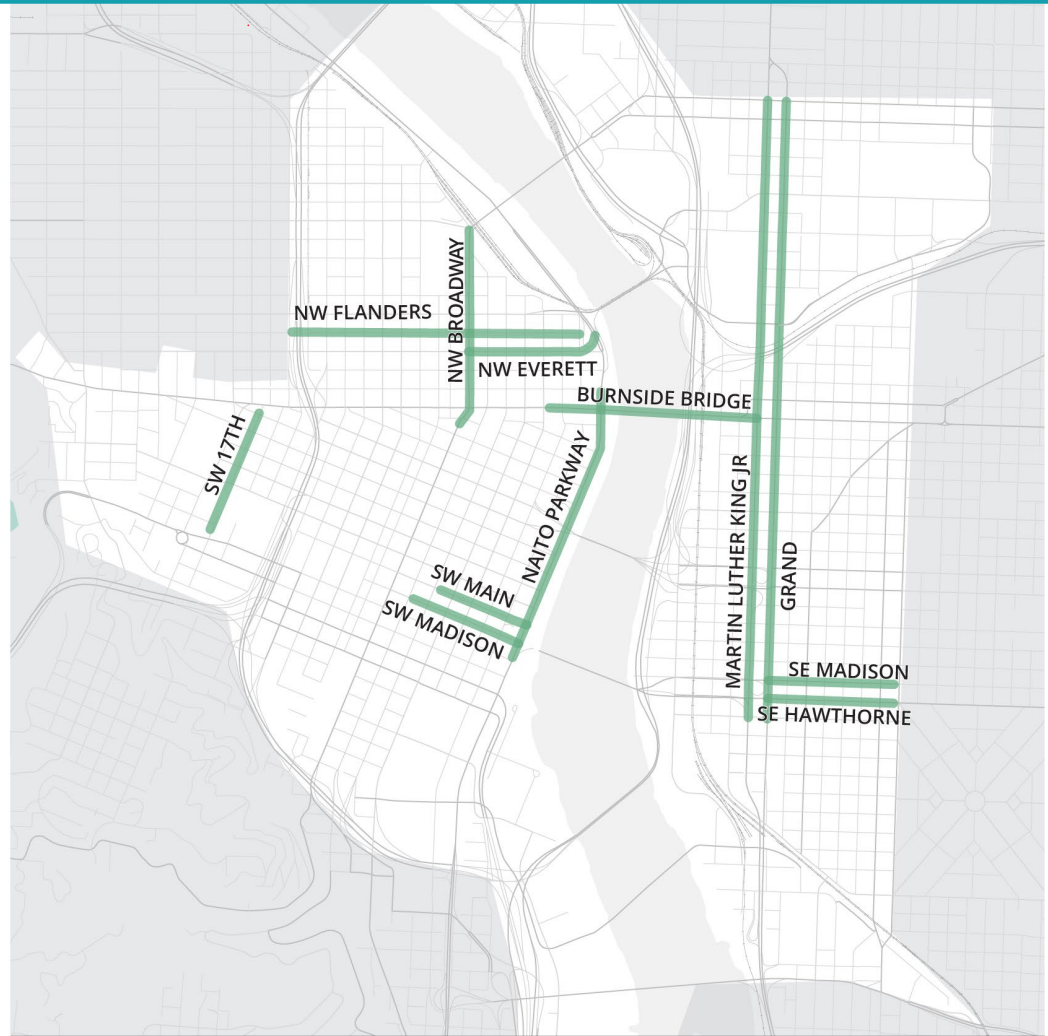 NW BROADWAY
NW FLANDERS
NW EVERETT
BURNSIDE BRIDGE
SW 17TH
NAITO PARKWAY
MARTIN LUTHER KING JR
GRAND
SW MAIN
SW MADISON
SE MADISON
SE HAWTHORNE